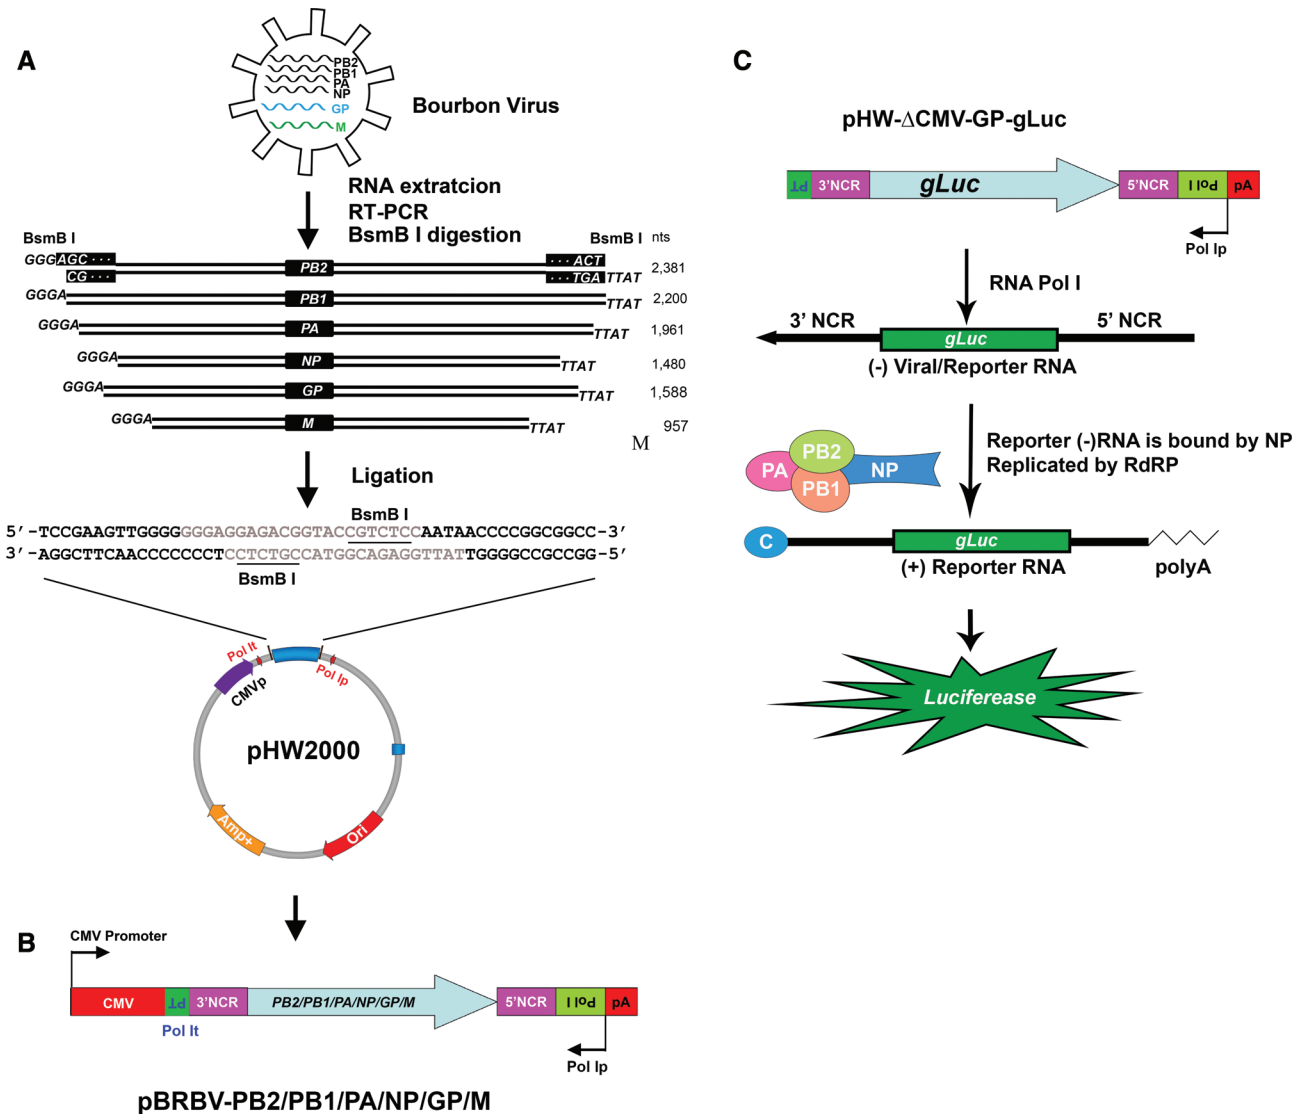 A
PB2
PB1
PA
NP
GP
M
Bourbon Virus
RNA extratcion
RT-PCR
BsmB I digestion
BsmB I
BsmB I
nts
GGGAGC···
···ACT
CG···
···TGATTAT
PB2
2,381
GGGA
PB1
TTAT
2,200
GGGA
PA
TTAT
1,961
GGGA
NP
TTAT
1,480
GGGA
GP
TTAT
1,588
GGGA
M
TTAT
957
M
Ligation
BsmB I
5′-TCCGAAGTTGGGGGGGAGGAGACGGTACCGTCTCCAATAACCCCGGCGGCC-3′
3′-AGGCTTCAACCCCCCCTCCTCTGCCATGGCAGAGGTTATTGGGGCCGCCGG-5′
BsmB I
Pol It
CMVp
Pol Ip
pHW2000
Amp+
Ori
B
CMV Promoter
CMV
PT
3'NCR
PB2/PB1/PA/NP/GP/M
5'NCR
Pol I
pA
Pol It
Pol Ip
pBRBV-PB2/PB1/PA/NP/GP/M
C
pHW-ΔCMV-GP-gLuc
PT
3'NCR
gLuc
5'NCR
Pol I
pA
Pol Ip
RNA Pol I
3' NCR
5' NCR
gLuc
(-) Viral/Reporter RNA
PA
PB2
PB1
NP
Reporter (-)RNA is bound by NP
Replicated by RdRP
C
gLuc
(+) Reporter RNA
polyA
Luciferease